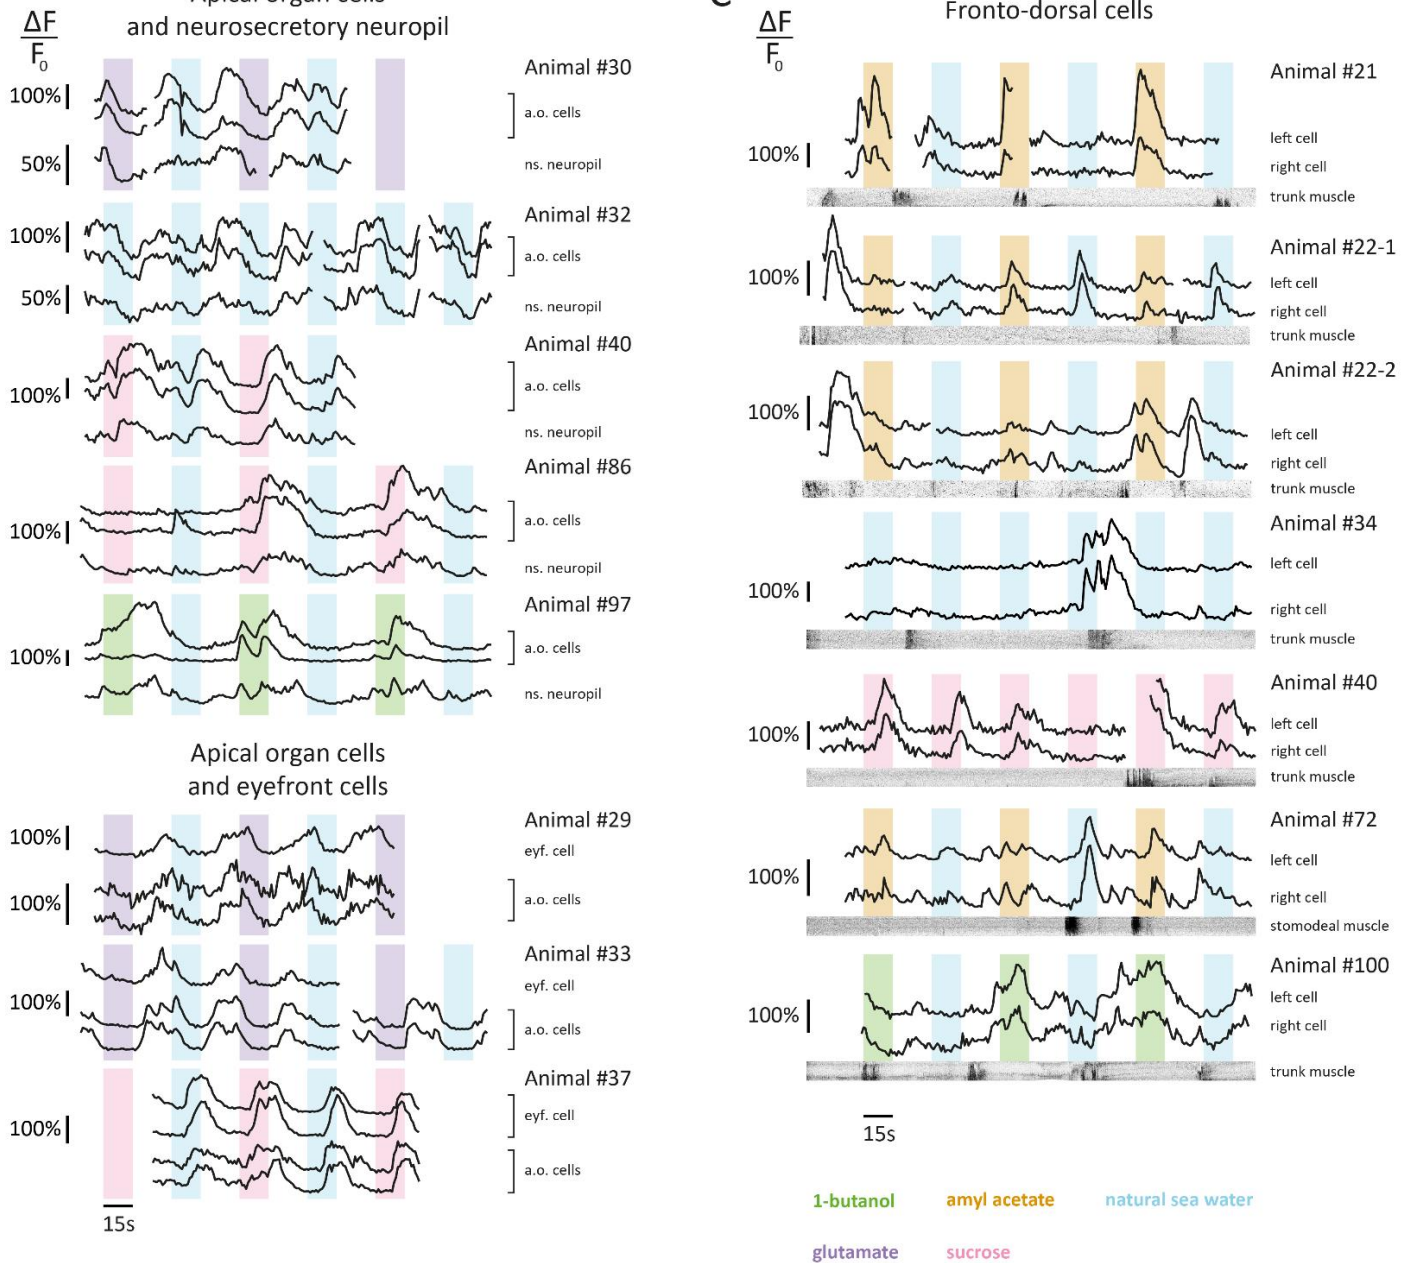 Apical organ cells
and neurosecretory neuropil
ΔF
F0
Animal #30
100%
a.o. cells
50%
ns. neuropil
Animal #32
100%
a.o. cells
50%
ns. neuropil
Animal #40
100%
a.o. cells
ns. neuropil
Animal #86
100%
a.o. cells
ns. neuropil
Animal #97
100%
a.o. cells
ns. neuropil
Apical organ cells
and eyefront cells
Animal #29
100%
eyf. cell
100%
a.o. cells
Animal #33
eyf. cell
100%
a.o. cells
Animal #37
eyf. cell
100%
a.o. cells
15s
Fronto-dorsal cells
ΔF
F0
Animal #21
left cell
100%
right cell
trunk muscle
Animal #22-1
100%
left cell
right cell
trunk muscle
Animal #22-2
100%
left cell
right cell
trunk muscle
Animal #34
left cell
100%
right cell
trunk muscle
Animal #40
left cell
100%
right cell
trunk muscle
Animal #72
left cell
100%
right cell
stomodeal muscle
Animal #100
left cell
100%
right cell
trunk muscle
15s
1-butanol amyl acetate natural sea water
glutamate sucrose